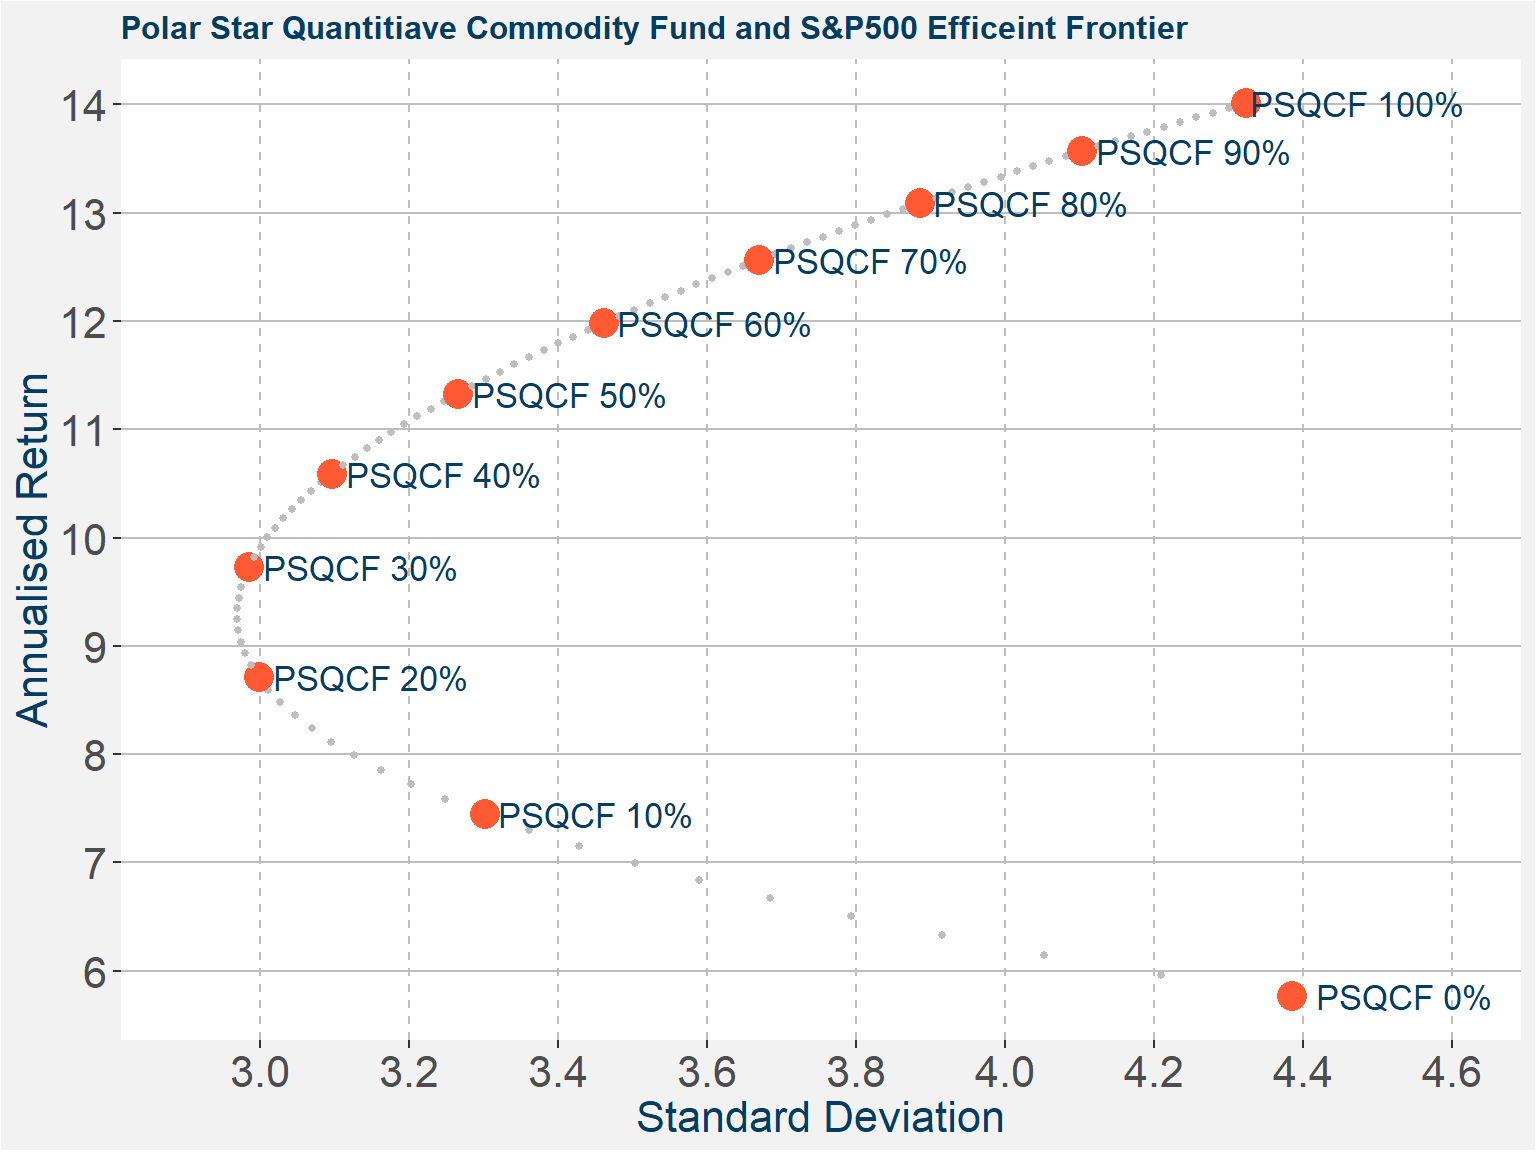 Polar Star Quantitiave Commodity Fund and S&P500 Efficeint Frontier
14
PSQCF 100%
PSQCF 90%
13
PSQCF 80%
PSQCF 70%
12
PSQCF 60%
11
PSQCF 50%
PSQCF 40%
10
PSQCF 30%
9
PSQCF 20%
8
PSQCF 10%
7
6
PSQCF 0%
Annualised Return
3.0 3.2 3.4 3.6 3.8 4.0 4.2 4.4 4.6
Standard Deviation